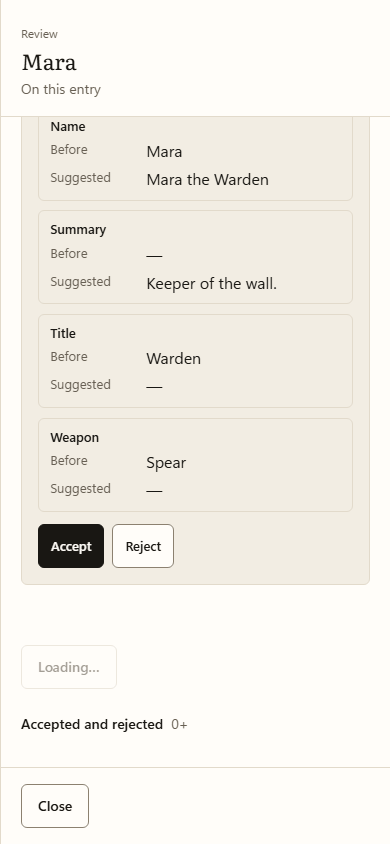 Review
Mara
On this entry
Name
Before Mara
Suggested Mara the Warden
Summary
Before —
Suggested Keeper of the wall.
Title
Before Warden
Suggested —
Weapon
Before Spear
Suggested —
Accept Reject
Loading...
Accepted and rejected 0+
Close